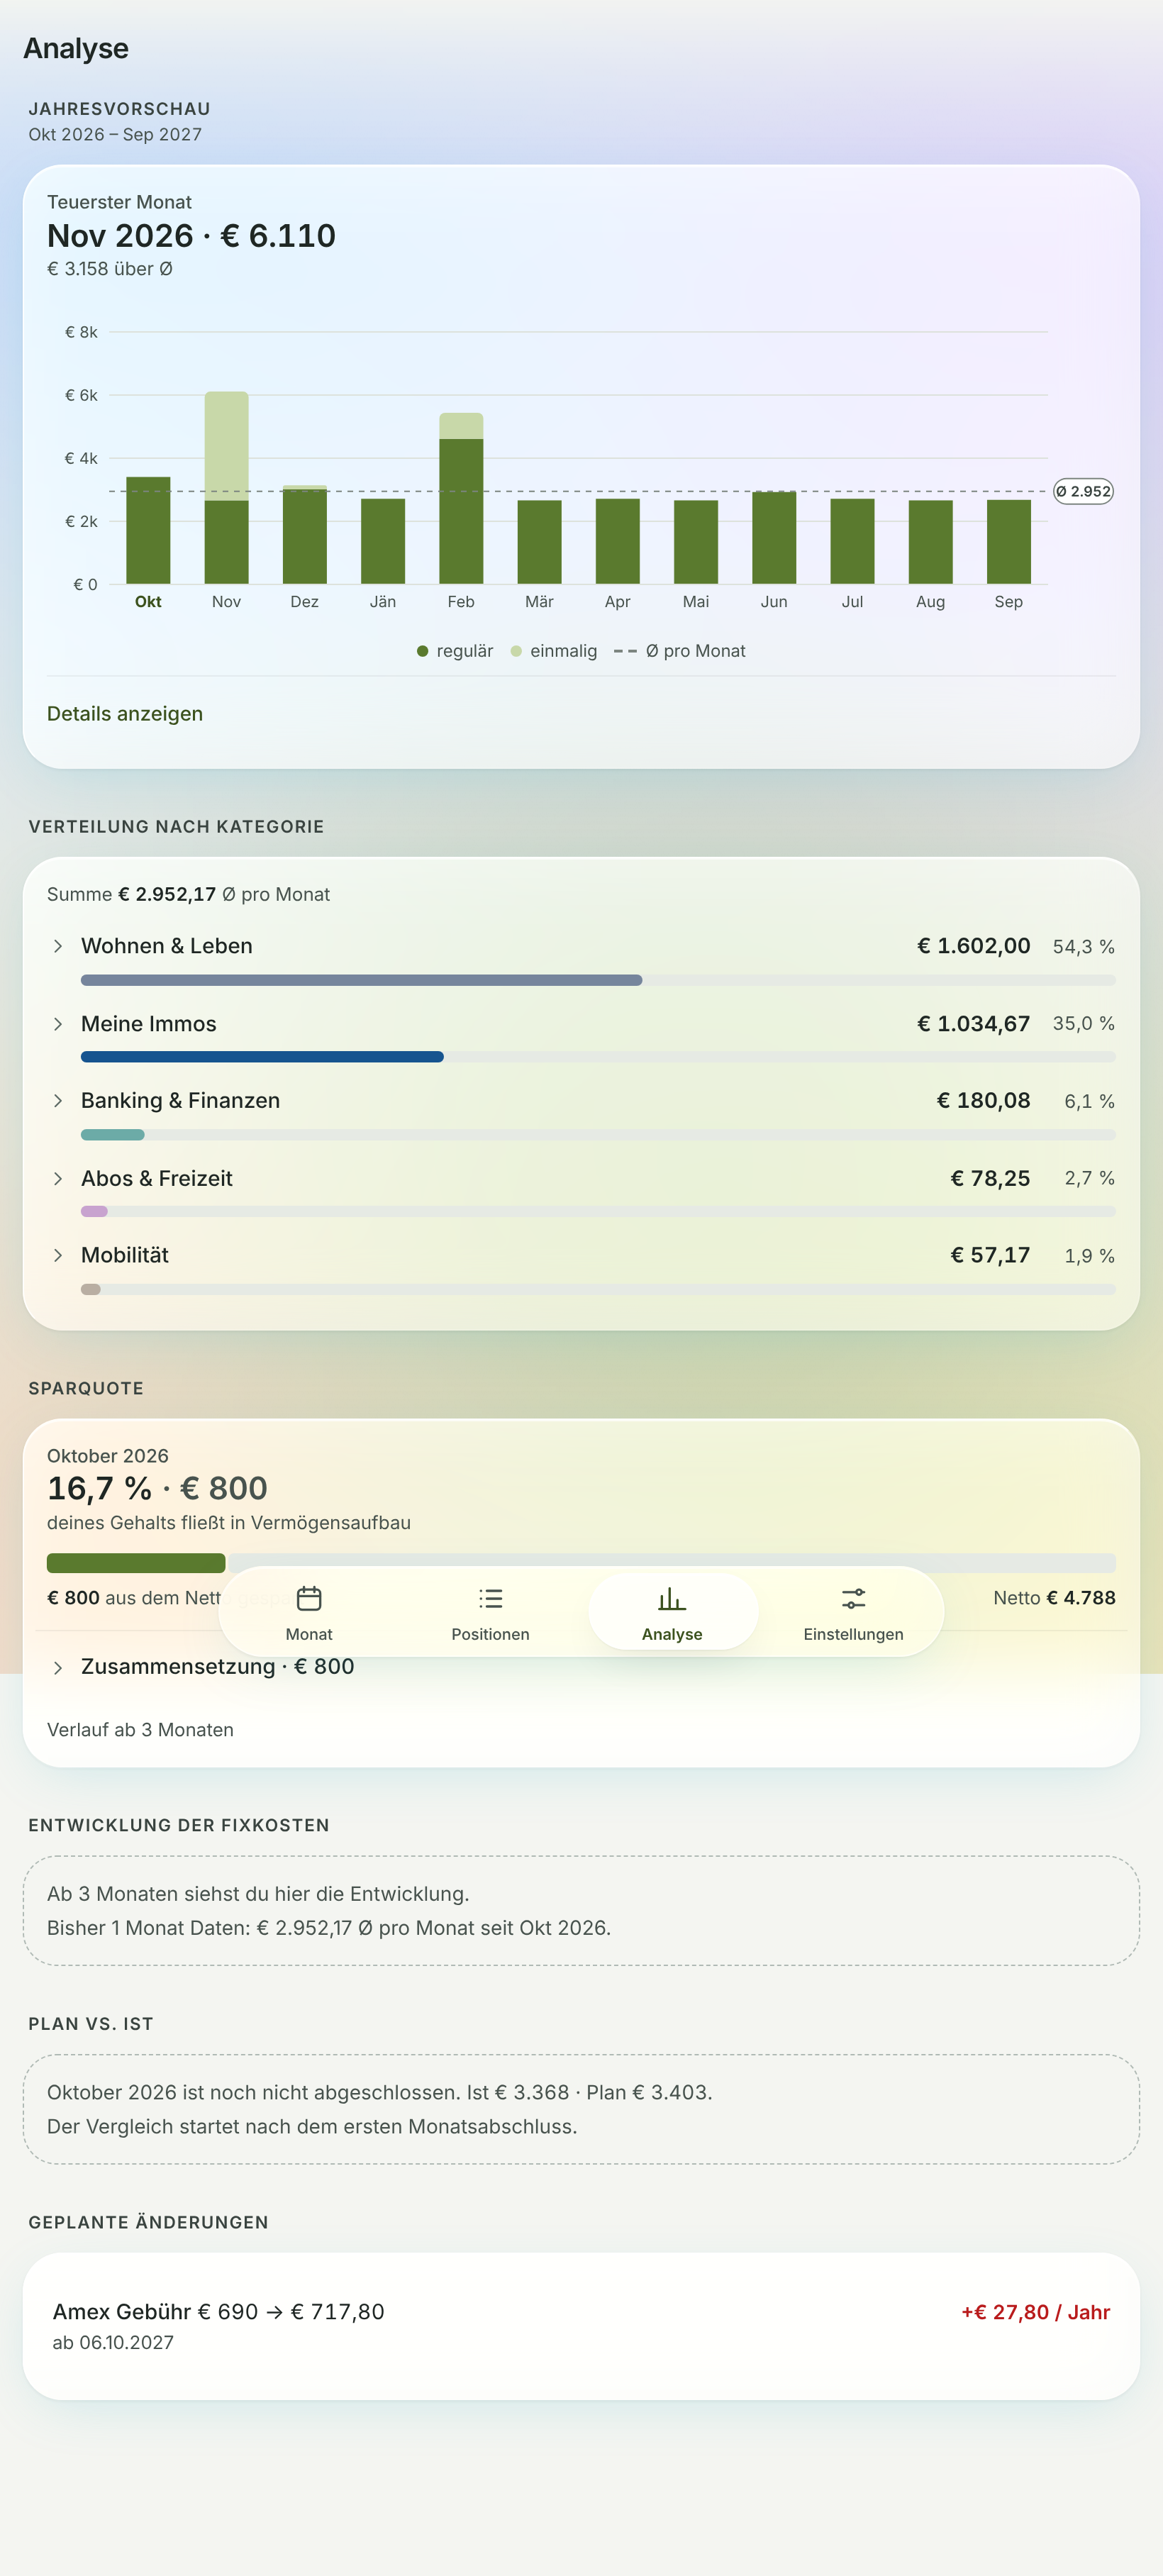 Analyse
JAHRESVORSCHAU
Okt 2026 – Sep 2027
Teuerster Monat
Nov 2026 · € 6.110
€ 3.158 über Ø
€ 8k
€ 6k
€ 4k
Ø 2.952
€ 2k
€ 0
Okt Nov Dez Jän Feb Mär Apr Mai Jun Jul Aug Sep
regulär einmalig Ø pro Monat
Details anzeigen
VERTEILUNG NACH KATEGORIE
Summe € 2.952,17 Ø pro Monat
Wohnen & Leben € 1.602,00 54,3 %
Meine Immos € 1.034,67 35,0 %
Banking & Finanzen € 180,08 6,1 %
Abos & Freizeit € 78,25 2,7 %
Mobilität € 57,17 1,9 %
SPARQUOTE
Oktober 2026
16,7 % · € 800
deines Gehalts fließt in Vermögensaufbau
€ 800 aus dem Netto Netto € 4.788
Monat Positionen Analyse Einstellungen
Zusammensetzung · € 800
Verlauf ab 3 Monaten
ENTWICKLUNG DER FIXKOSTEN
Ab 3 Monaten siehst du hier die Entwicklung.
Bisher 1 Monat Daten: € 2.952,17 Ø pro Monat seit Okt 2026.
PLAN VS. IST
Oktober 2026 ist noch nicht abgeschlossen. Ist € 3.368 · Plan € 3.403.
Der Vergleich startet nach dem ersten Monatsabschluss.
GEPLANTE ÄNDERUNGEN
Amex Gebühr € 690 → € 717,80 +€ 27,80 / Jahr
ab 06.10.2027